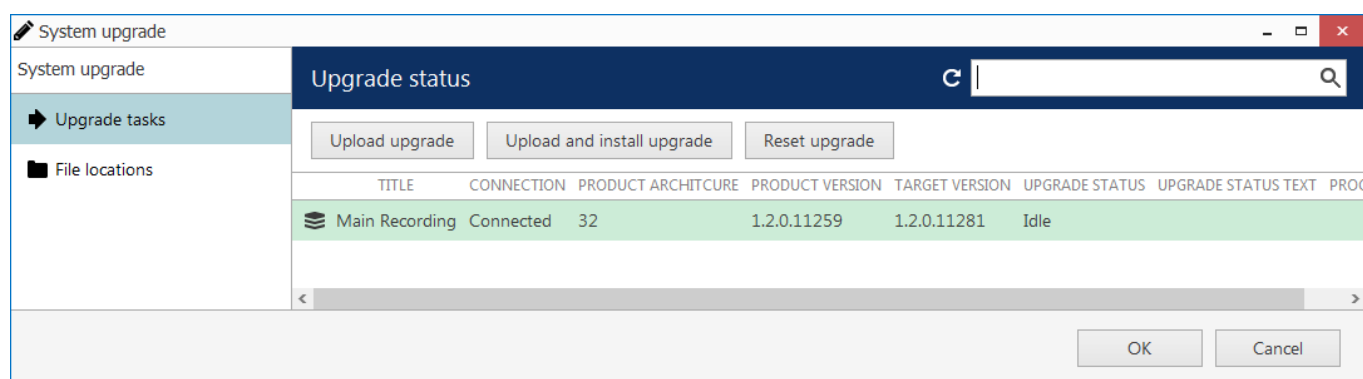 System upgrade
System upgrade
Upgrade status
Upgrade tasks
File locations
Upload upgrade Upload and install upgrade Reset upgrade
TITLE CONNECTION PRODUCT ARCHITCURE PRODUCT VERSION TARGET VERSION UPGRADE STATUS UPGRADE STATUS TEXT PROG
Main Recording Connected 32 1.2.0.11259 1.2.0.11281 Idle
OK Cancel